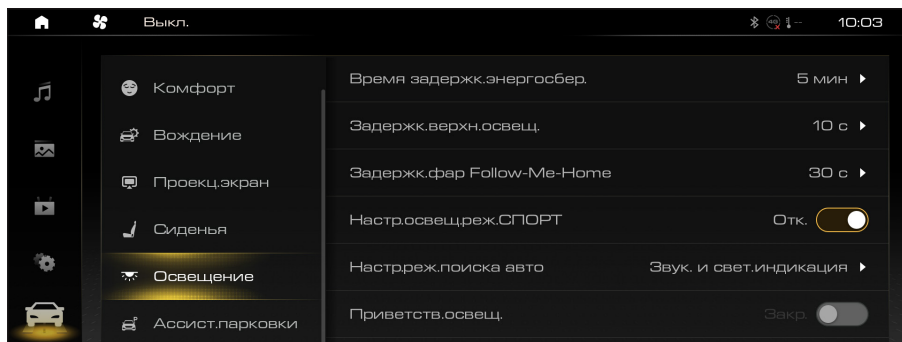 Выкл.
48
--
10:03
Комфорт
Вождение
Проекц.экран
Сиденья
Освещение
Ассист.парковки
Время задержк.энергосбер.
5 мин
Задержк.верхн.освещ.
10 с
Задержк.фар Follow-Me-Home
30 с
Настр.освещ.реж.СПОРТ
Отк.
Настр.реж.поиска авто
Звук. и свет.индикация
Приветств.освещ.
Закр.